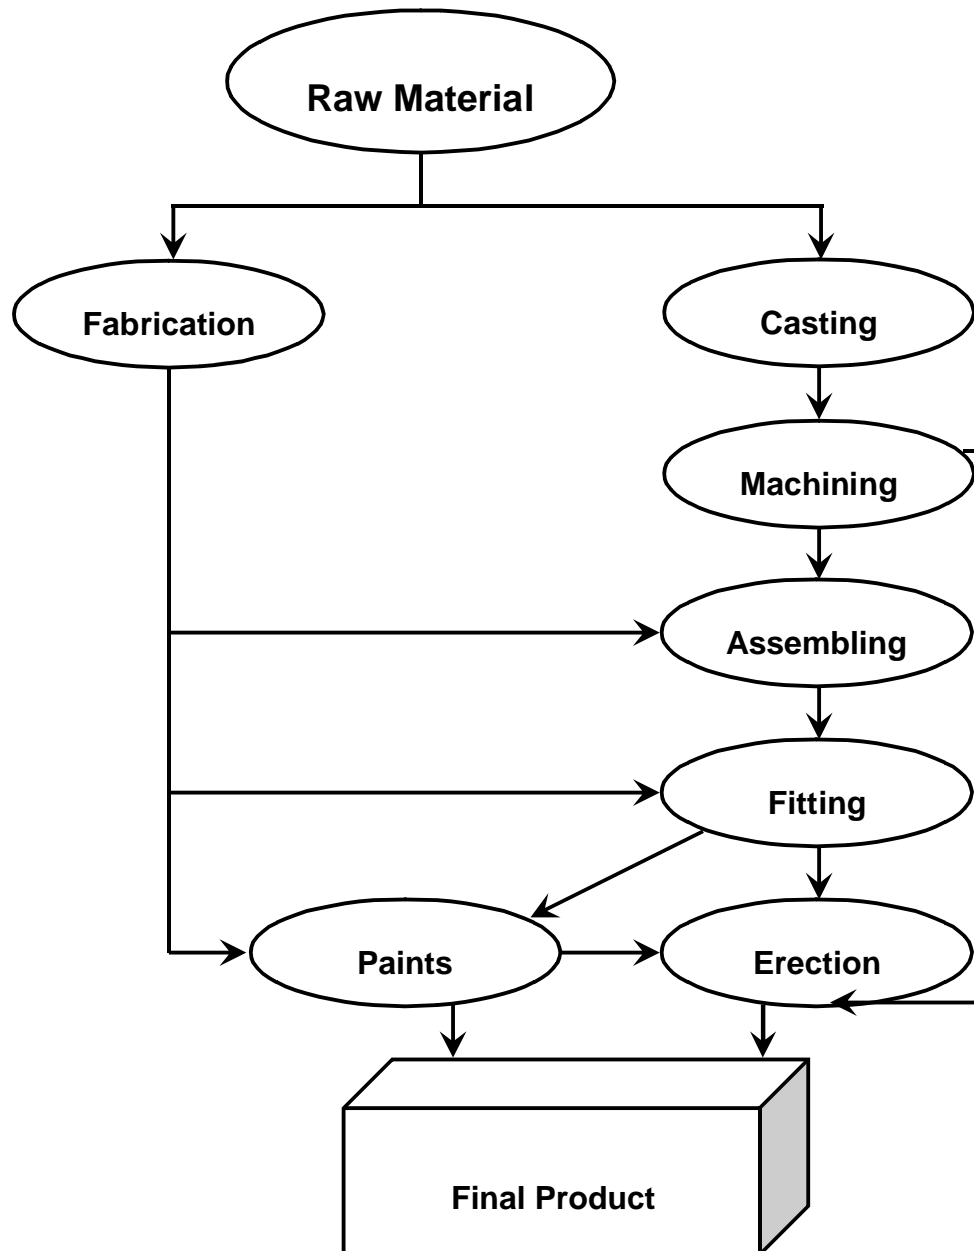 Raw Material
Fabrication
Casting
Machining
Assembling
Fitting
Paints
Erection
Final Product